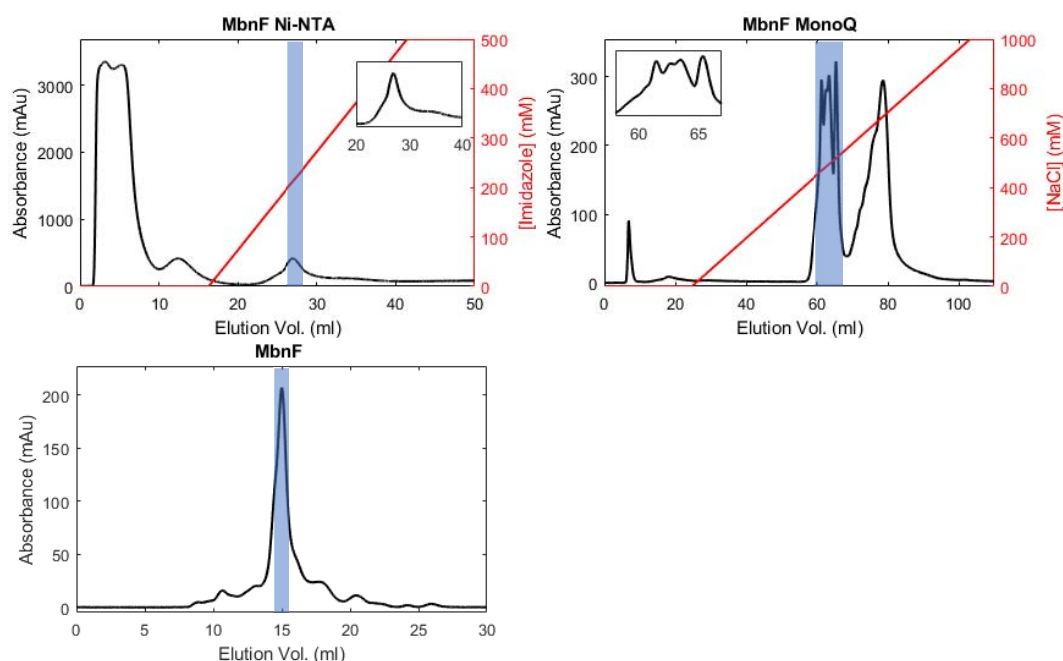 MbnF Ni-NTA
Absorbance (mAu)
3000
2000
1000
0
500
400
300
200
100
0
[Imidazole] (mM)
20 30 40
0 10 20 30 40 50
Elution Vol. (ml)
MbnF MonoQ
Absorbance (mAu)
300
200
100
0
1000
800
600
400
200
0
[NaCl] (mM)
60 65
0 20 40 60 80 100
Elution Vol. (ml)
MbnF
Absorbance (mAu)
200
150
100
50
0
0 5 10 15 20 25 30
Elution Vol. (ml)